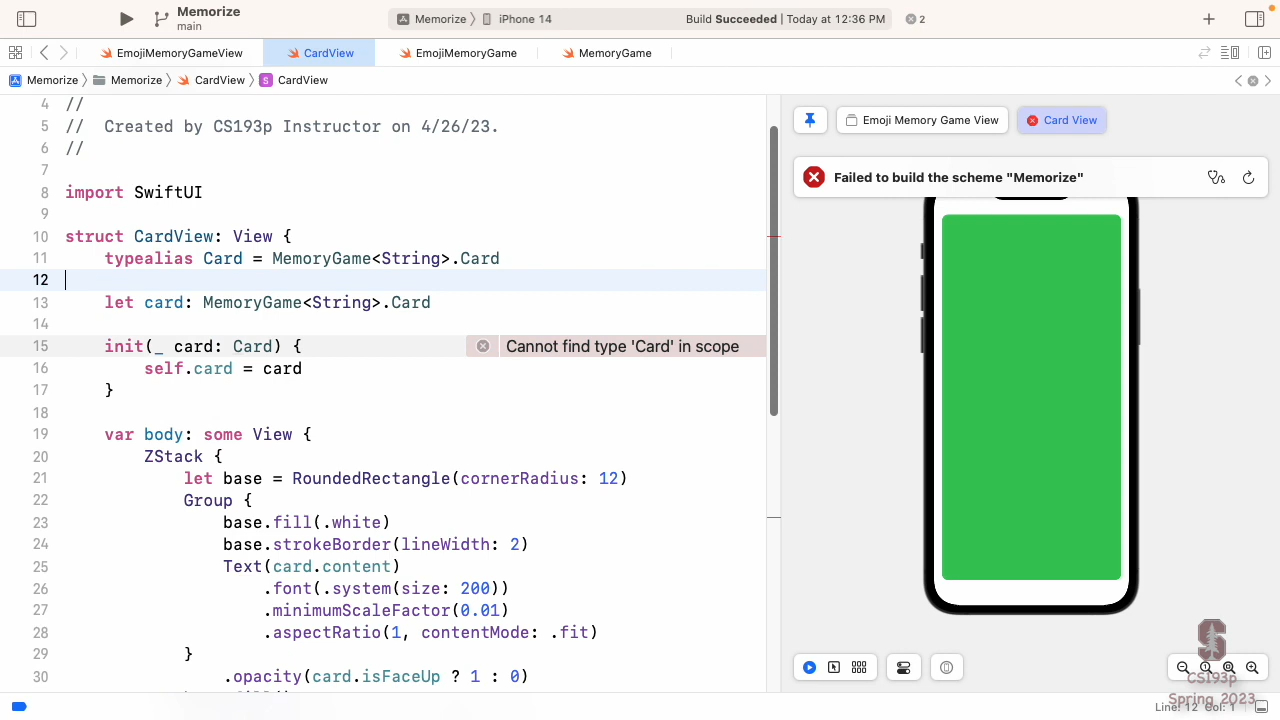 Memorize
main
Memorize 〉 iPhone 14
Build Succeeded | Today at 12:36 PM
2
EmojiMemoryGameView
CardView
EmojiMemoryGame
MemoryGame
Memorize 〉 Memorize 〉 CardView 〉 S CardView
4 //
5 //  Created by CS193p Instructor on 4/26/23.
6 //
7
8 import SwiftUI
9
10 struct CardView: View {
11     typealias Card = MemoryGame<String>.Card
12
13     let card: MemoryGame<String>.Card
14
15     init(_ card: Card) {
Cannot find type 'Card' in scope
16         self.card = card
17     }
18
19     var body: some View {
20         ZStack {
21             let base = RoundedRectangle(cornerRadius: 12)
22             Group {
23                 base.fill(.white)
24                 base.strokeBorder(lineWidth: 2)
25                 Text(card.content)
26                     .font(.system(size: 200))
27                     .minimumScaleFactor(0.01)
28                     .aspectRatio(1, contentMode: .fit)
29             }
30                 .opacity(card.isFaceUp ? 1 : 0)
Emoji Memory Game View
Card View
Failed to build the scheme "Memorize"
CS193p
Spring 2023
Line: 12 Col: 1